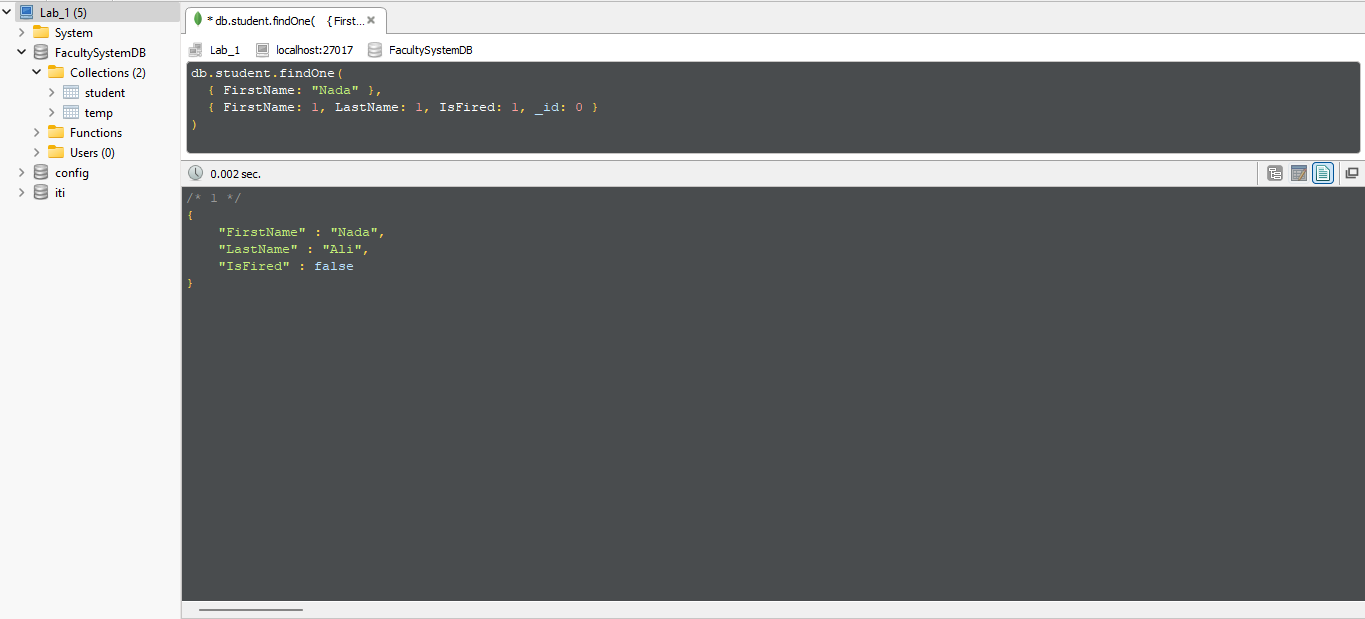 Lab_1 (5)
System
FacultySystemDB
Collections (2)
student
temp
Functions
Users (0)
config
iti
* db.student.findOne(   {First...
Lab_1 localhost:27017 FacultySystemDB
db.student.findOne(
  { FirstName: "Nada" },
  { FirstName: 1, LastName: 1, IsFired: 1, _id: 0 }
)
0.002 sec.
/* 1 */
{
    "FirstName" : "Nada",
    "LastName" : "Ali",
    "IsFired" : false
}